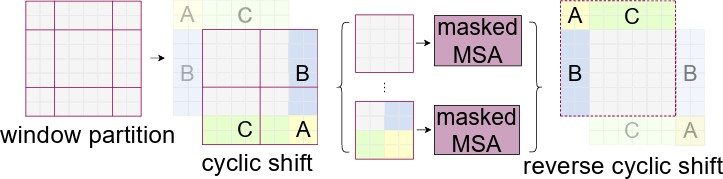 A C
B
window partition
B
C A
cyclic shift
masked
MSA
...
masked
MSA
A C
B
B
C A
reverse cyclic shift